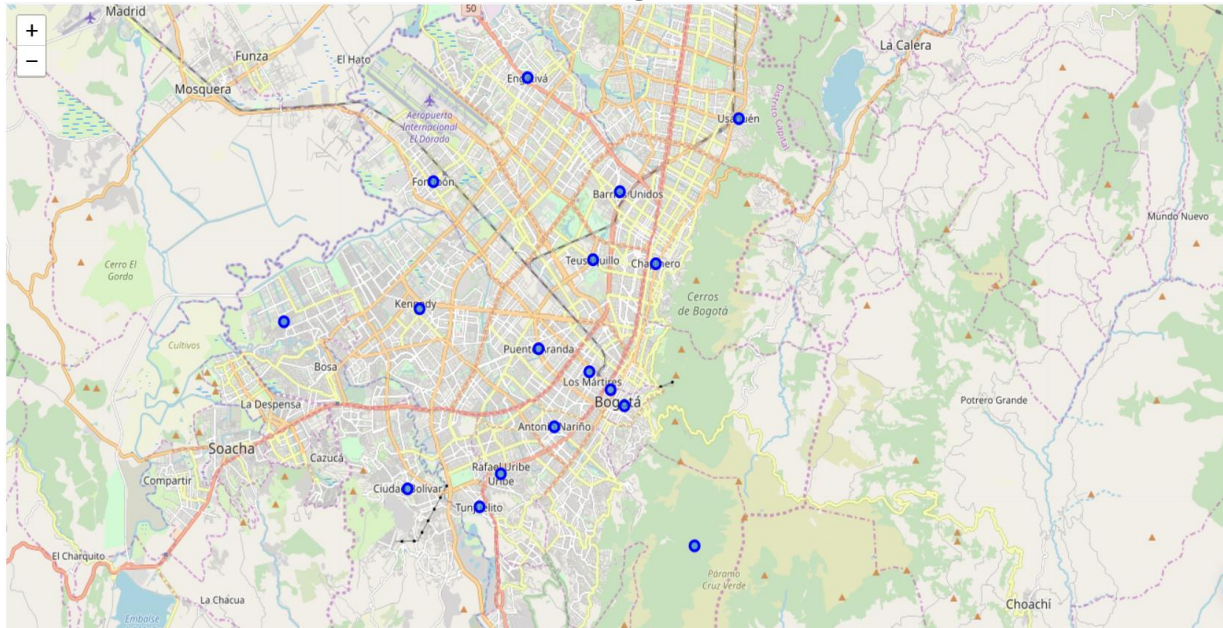 +
−
Madrid
50
Funza
El Hato
La Calera
Engativá
Mosquera
Aeropuerto
Internacional
El Dorado
Distrito Capital
Usaquén
Fontibón
Barrios Unidos
Mundo Nuevo
Cerro El
Gordo
Teusaquillo
Chapinero
Kennedy
Cerros
de Bogotá
Cultivos
Puente Aranda
Bosa
Los Mártires
La Despensa
Bogotá
Potrero Grande
Antonio Nariño
Soacha
Cazucá
Rafael Uribe
Uribe
Compartir
Ciudad Bolívar
Tunjuelito
El Charquito
Páramo
Cruz Verde
La Chacua
Choachí
Embalse